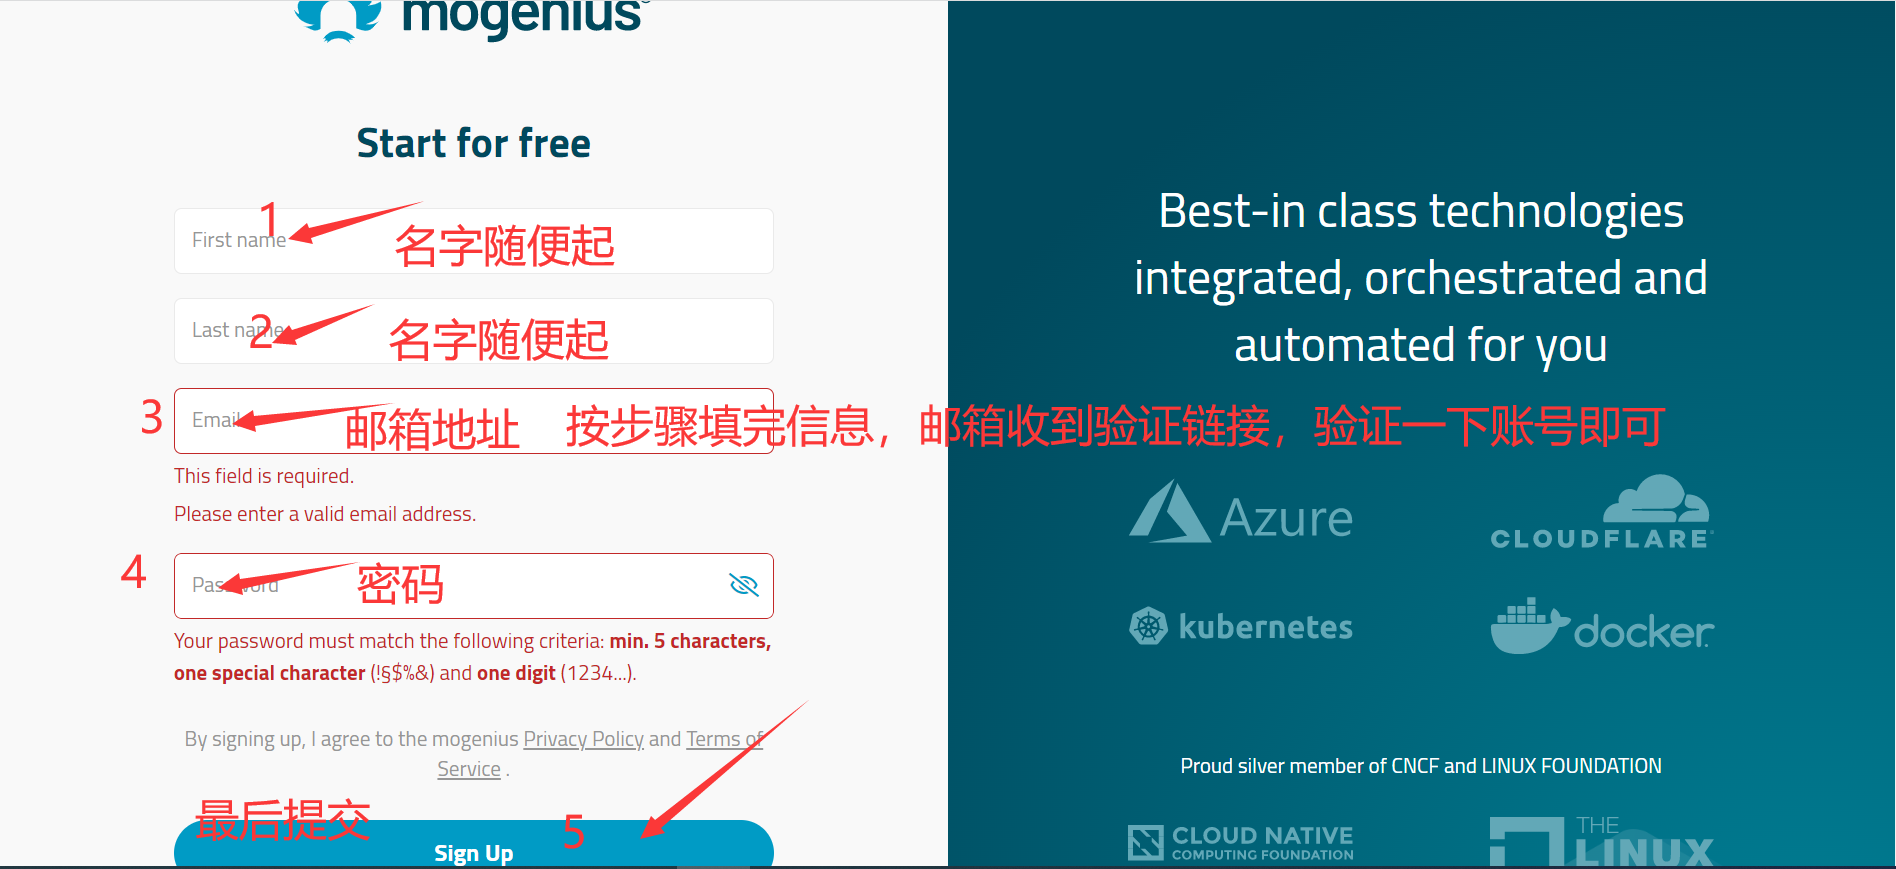 mogenius
Start for free
1
First name
名字随便起
2
Last name
名字随便起
3
Email
邮箱地址 按步骤填完信息，邮箱收到验证链接，验证一下账号即可
This field is required.
Please enter a valid email address.
4
Password
密码
Your password must match the following criteria: min. 5 characters,
one special character (!§$%&) and one digit (1234...).
By signing up, I agree to the mogenius Privacy Policy and Terms of
Service .
最后提交
5
Sign Up
Best-in class technologies
integrated, orchestrated and
automated for you
Azure
CLOUDFLARE
kubernetes
docker
Proud silver member of CNCF and LINUX FOUNDATION
CLOUD NATIVE
COMPUTING FOUNDATION
THE
LINUX